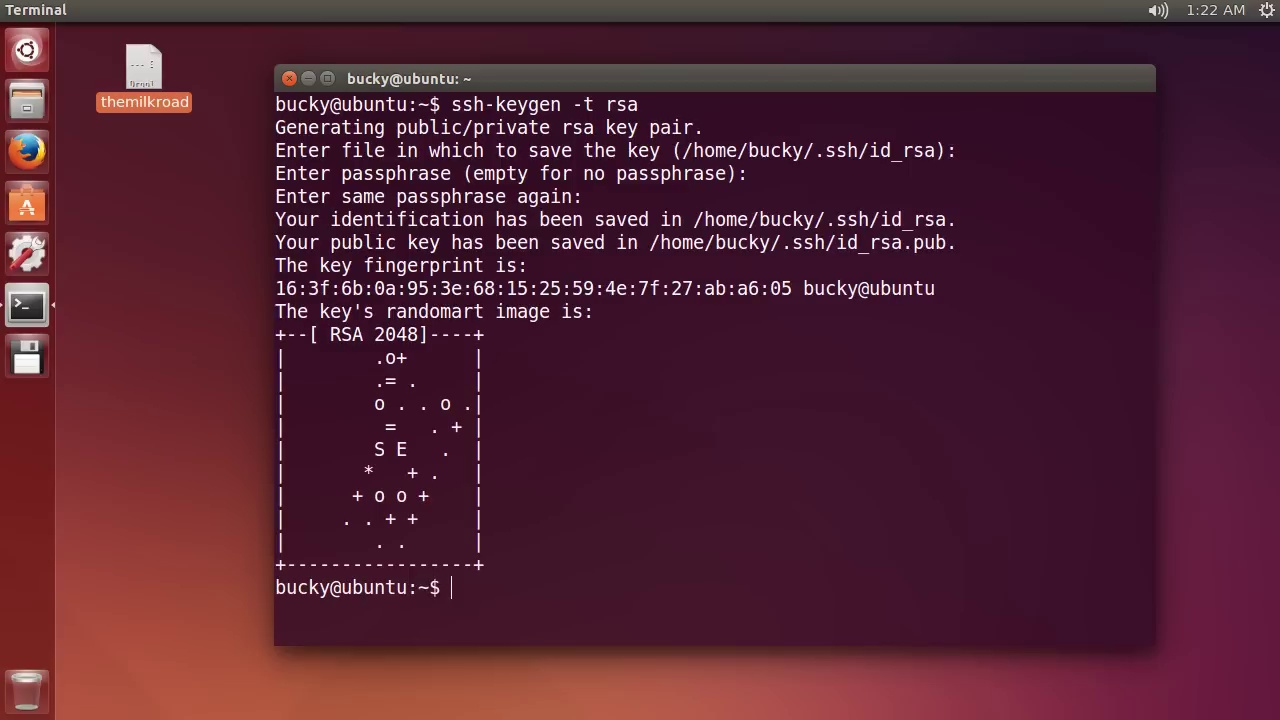 Terminal
1:22 AM
themilkroad
bucky@ubuntu: ~
bucky@ubuntu:~$ ssh-keygen -t rsa
Generating public/private rsa key pair.
Enter file in which to save the key (/home/bucky/.ssh/id_rsa):
Enter passphrase (empty for no passphrase):
Enter same passphrase again:
Your identification has been saved in /home/bucky/.ssh/id_rsa.
Your public key has been saved in /home/bucky/.ssh/id_rsa.pub.
The key fingerprint is:
16:3f:6b:0a:95:3e:68:15:25:59:4e:7f:27:ab:a6:05 bucky@ubuntu
The key's randomart image is:
+--[ RSA 2048]----+
|        .o+      |
|        .= .     |
|        o . . o .|
|         =   . + |
|        S E   .  |
|       *   + .   |
|      + o o +    |
|     . . + +     |
|        . .      |
+-----------------+
bucky@ubuntu:~$